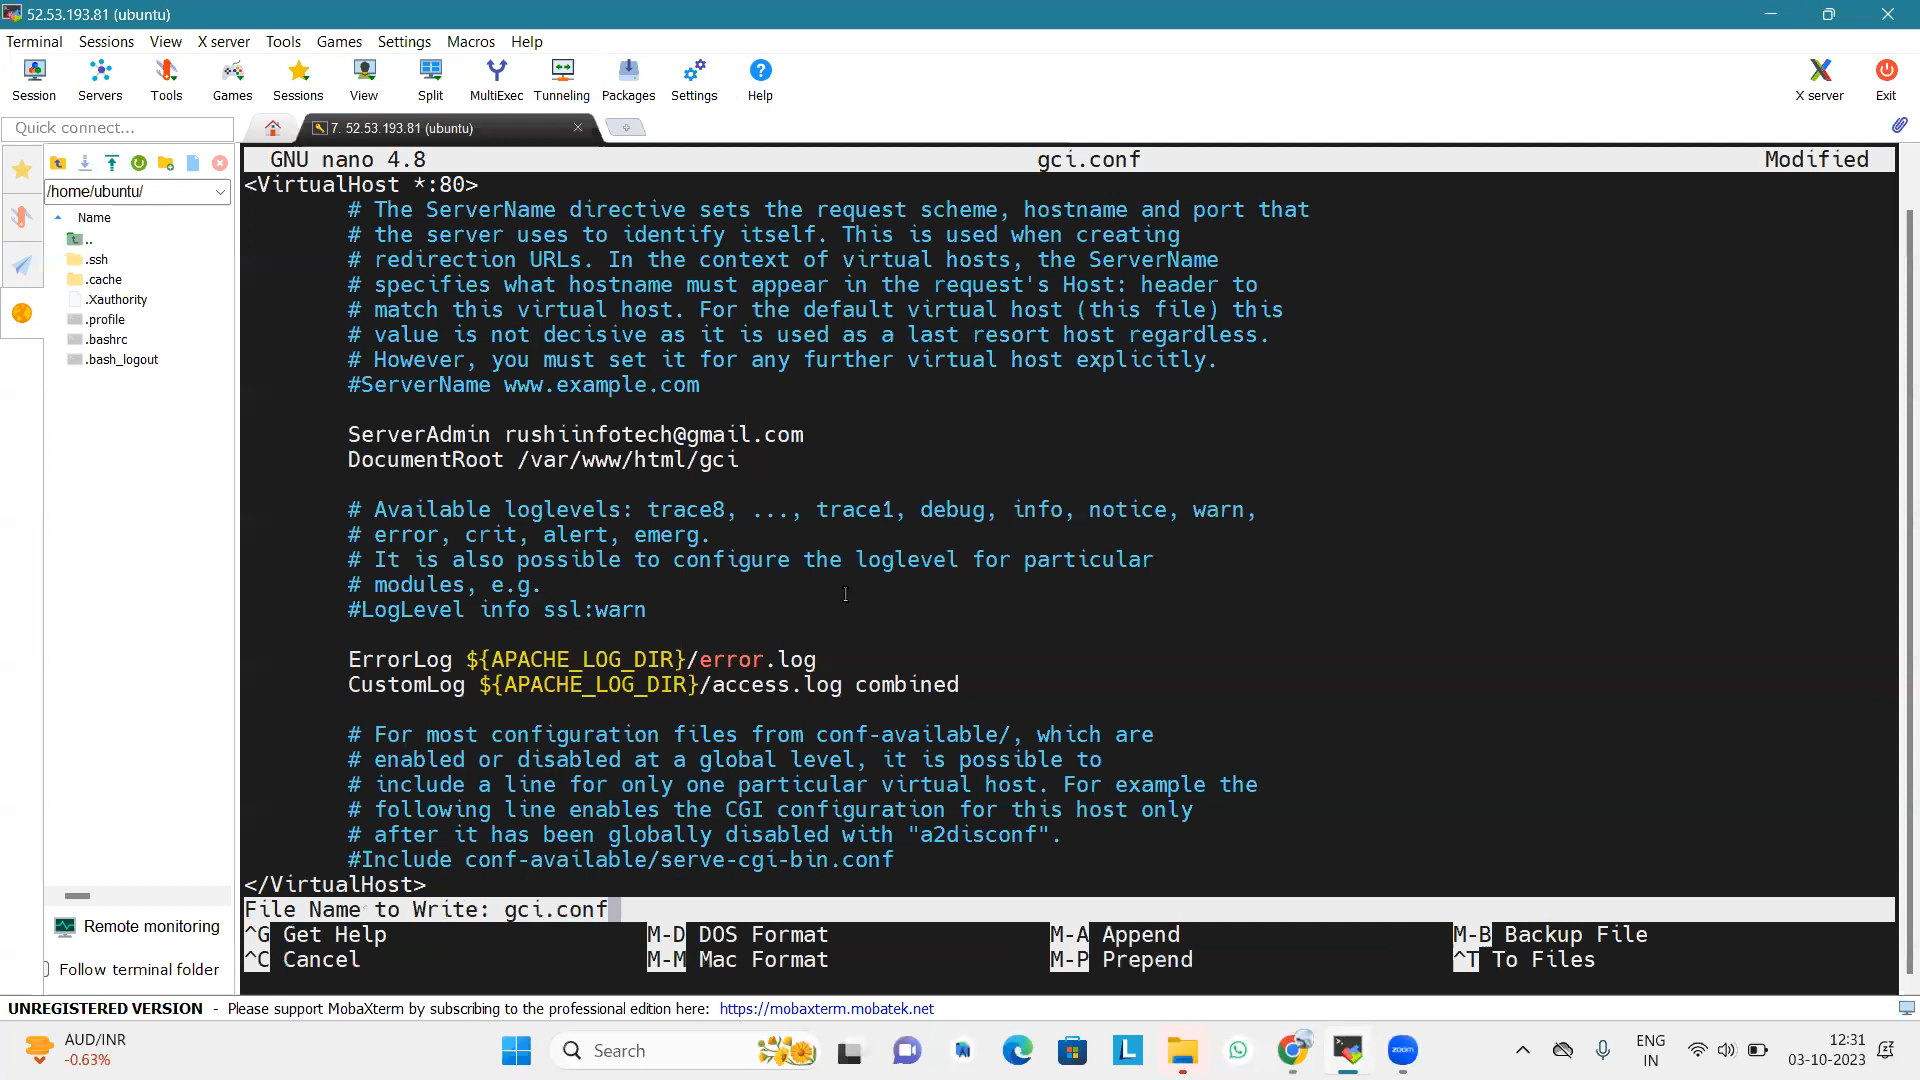 52.53.193.81 (ubuntu)
Terminal Sessions View X server Tools Games Settings Macros Help
Session Servers Tools Games Sessions View Split MultiExec Tunneling Packages Settings Help X server Exit
Quick connect...
7. 52.53.193.81 (ubuntu)
/home/ubuntu/
Name
..
.ssh
.cache
.Xauthority
.profile
.bashrc
.bash_logout
Remote monitoring
Follow terminal folder
GNU nano 4.8 gci.conf Modified
<VirtualHost *:80>
# The ServerName directive sets the request scheme, hostname and port that
# the server uses to identify itself. This is used when creating
# redirection URLs. In the context of virtual hosts, the ServerName
# specifies what hostname must appear in the request's Host: header to
# match this virtual host. For the default virtual host (this file) this
# value is not decisive as it is used as a last resort host regardless.
# However, you must set it for any further virtual host explicitly.
#ServerName www.example.com
ServerAdmin rushiinfotech@gmail.com
DocumentRoot /var/www/html/gci
# Available loglevels: trace8, ..., trace1, debug, info, notice, warn,
# error, crit, alert, emerg.
# It is also possible to configure the loglevel for particular
# modules, e.g.
#LogLevel info ssl:warn
ErrorLog ${APACHE_LOG_DIR}/error.log
CustomLog ${APACHE_LOG_DIR}/access.log combined
# For most configuration files from conf-available/, which are
# enabled or disabled at a global level, it is possible to
# include a line for only one particular virtual host. For example the
# following line enables the CGI configuration for this host only
# after it has been globally disabled with "a2disconf".
#Include conf-available/serve-cgi-bin.conf
</VirtualHost>
File Name to Write: gci.conf
^G Get Help M-D DOS Format M-A Append M-B Backup File
^C Cancel M-M Mac Format M-P Prepend ^T To Files
UNREGISTERED VERSION - Please support MobaXterm by subscribing to the professional edition here: https://mobaxterm.mobatek.net
AUD/INR
-0.63%
Search
zoom
ENG
IN
12:31
03-10-2023